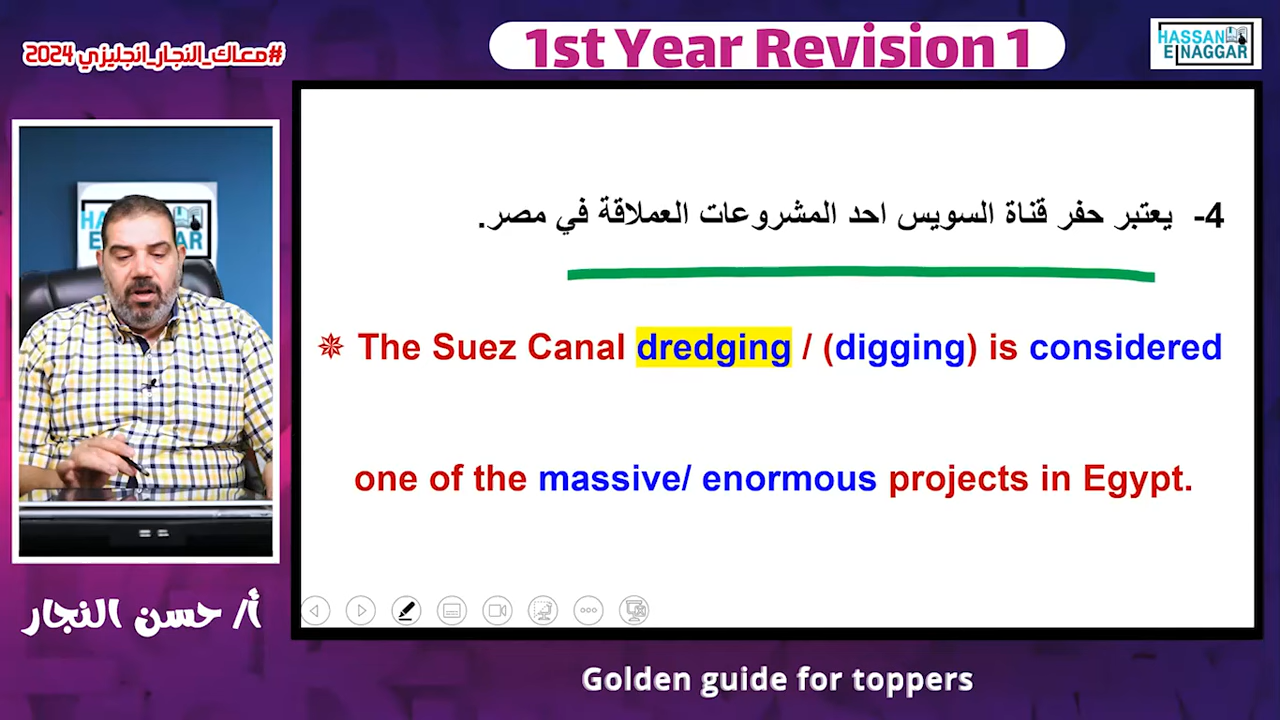 #معاك_النجار_انجليزي 2024
1st Year Revision 1
HASSAN
ELNAGGAR
4- يعتبر حفر قناة السويس احد المشروعات العملاقة في مصر.
✵ The Suez Canal dredging / (digging) is considered
one of the massive/ enormous projects in Egypt.
أ/ حسن النجار
Golden guide for toppers